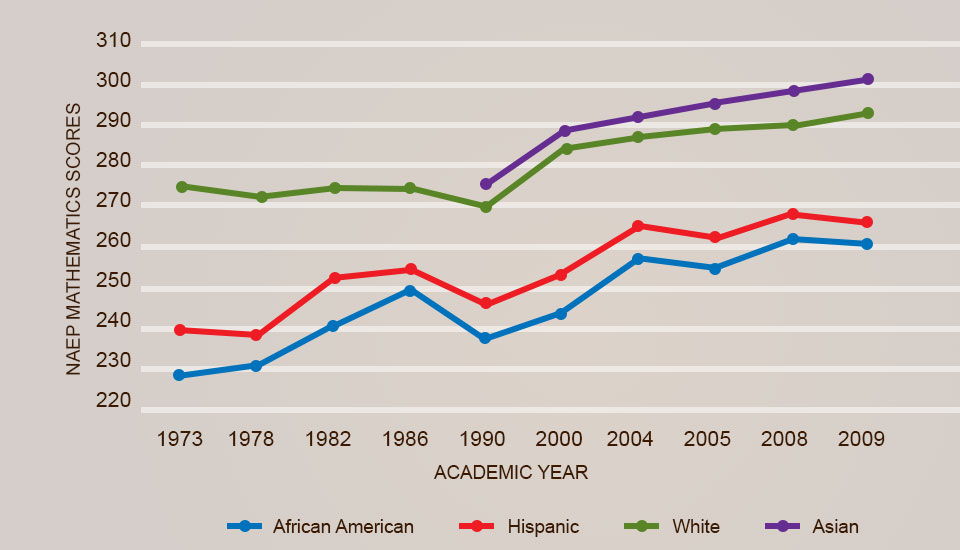 310
300
290
280
270
260
250
240
230
220
NAEP MATHEMATICS SCORES
1973 1978 1982 1986 1990 2000 2004 2005 2008 2009
ACADEMIC YEAR
African American Hispanic White Asian